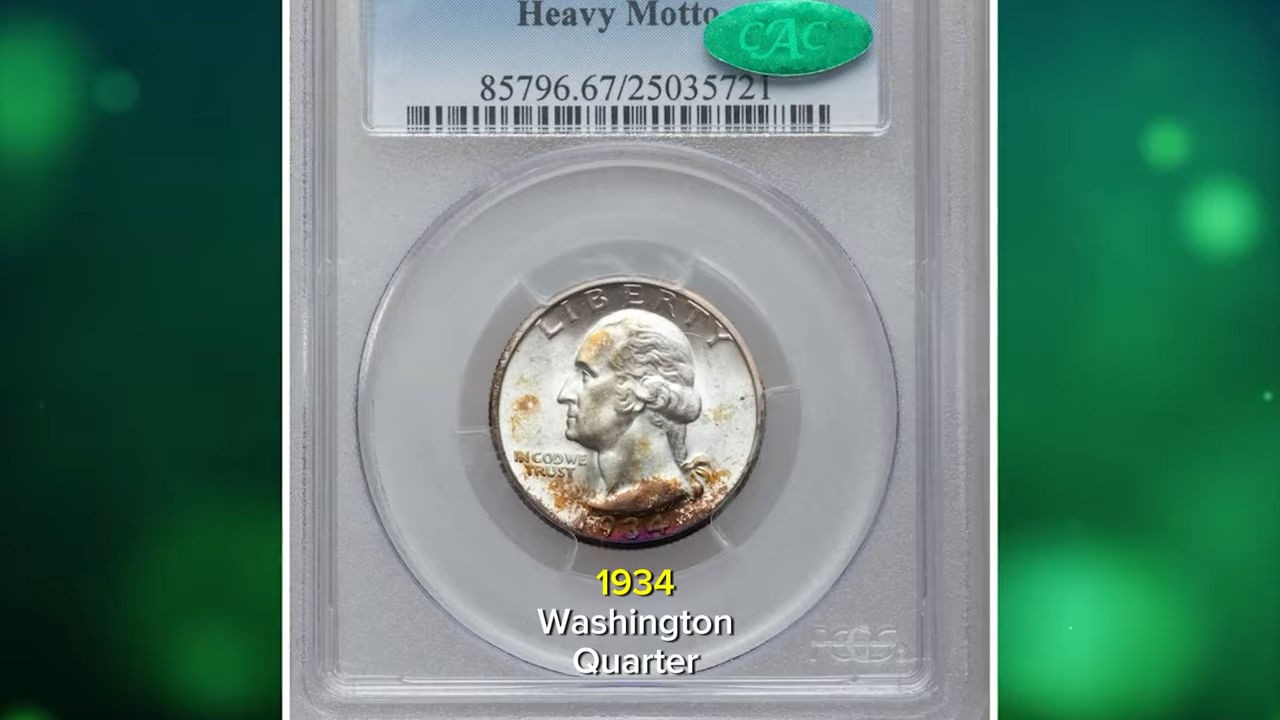 Heavy Motto
CAC
85796.67/25035721
LIBERTY
IN GOD WE
TRUST
1934
1934
Washington
Quarter
PCGS